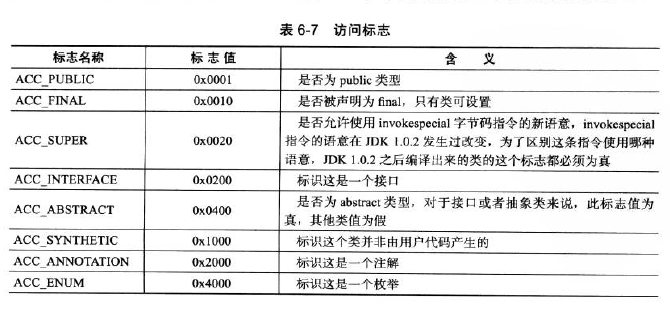 表 6-7 访问标志
标志名称 标 志 值 含 义
ACC_PUBLIC 0x0001 是否为 public 类型
ACC_FINAL 0x0010 是否被声明为 final，只有类可设置
ACC_SUPER 0x0020 是否允许使用 invokespecial 字节码指令的新语意，invokespecial
指令的语意在 JDK 1.0.2 发生过改变，为了区别这条指令使用哪种
语意，JDK 1.0.2 之后编译出来的类的这个标志都必须为真
ACC_INTERFACE 0x0200 标识这是一个接口
ACC_ABSTRACT 0x0400 是否为 abstract 类型，对于接口或者抽象类来说，此标志值为
真，其他类值为假
ACC_SYNTHETIC 0x1000 标识这个类并非由用户代码产生的
ACC_ANNOTATION 0x2000 标识这是一个注解
ACC_ENUM 0x4000 标识这是一个枚举